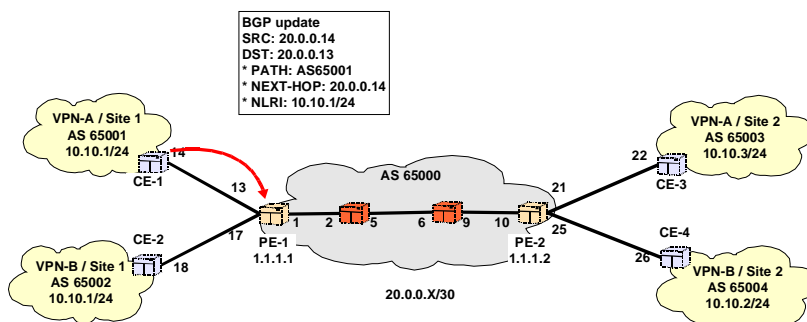 BGP update
SRC: 20.0.0.14
DST: 20.0.0.13
* PATH: AS65001
* NEXT-HOP: 20.0.0.14
* NLRI: 10.10.1/24
VPN-A / Site 1
AS 65001
10.10.1/24
14
CE-1
13
AS 65000
VPN-A / Site 2
AS 65003
10.10.3/24
22
CE-3
21
17
1
2
5
6
9
10
25
PE-1
1.1.1.1
PE-2
1.1.1.2
CE-2
18
VPN-B / Site 1
AS 65002
10.10.1/24
CE-4
26
VPN-B / Site 2
AS 65004
10.10.2/24
20.0.0.X/30